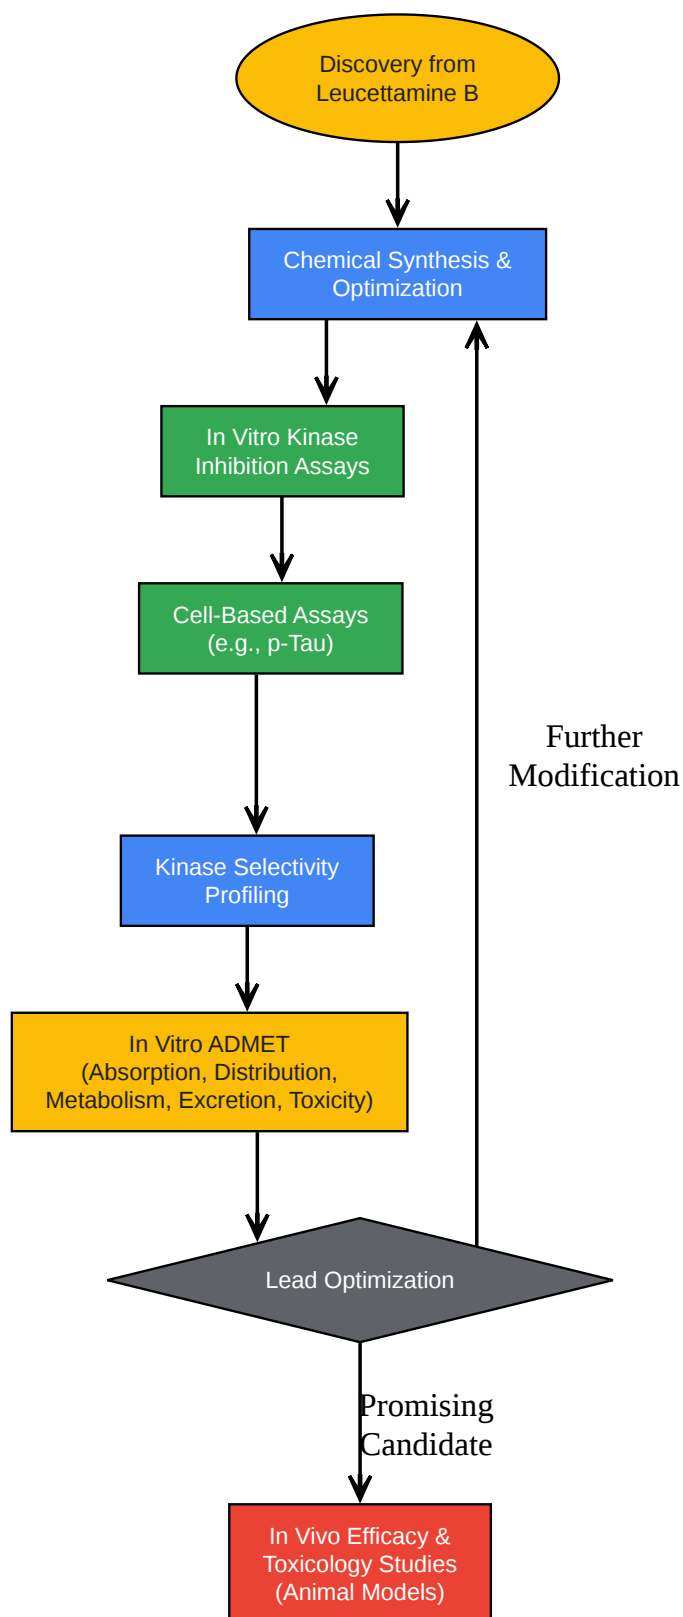 Discovery from
Leucettamine B
Chemical Synthesis &
Optimization
In Vitro Kinase
Inhibition Assays
Cell-Based Assays
(e.g., p-Tau)
Further
Modification
Kinase Selectivity
Profiling
In Vitro ADMET
(Absorption, Distribution,
Metabolism, Excretion, Toxicity)
Lead Optimization
Promising
Candidate
In Vivo Efficacy &
Toxicology Studies
(Animal Models)